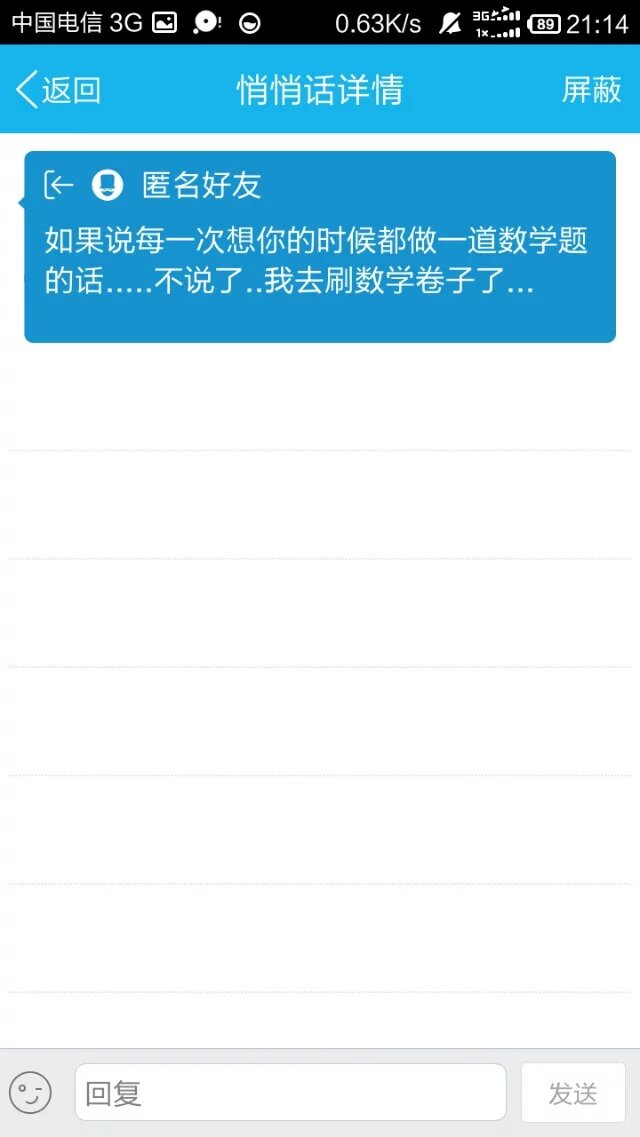 中国电信 3G 0.63K/s 3G 1x 89 21:14
返回 悄悄话详情 屏蔽
匿名好友
如果说每一次想你的时候都做一道数学题
的话.....不说了..我去刷数学卷子了...
回复 发送